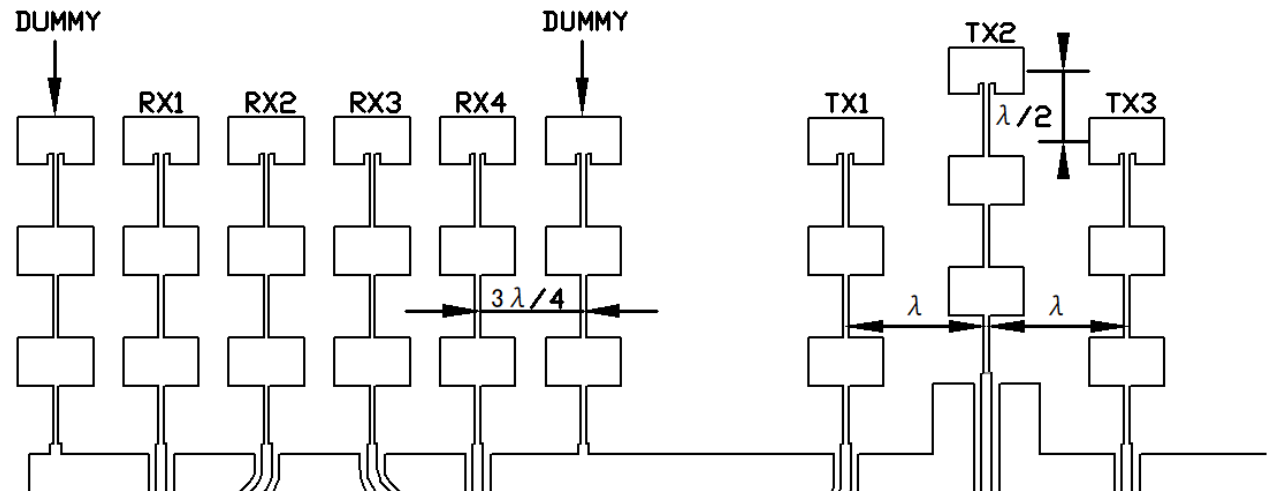 DUMMY
DUMMY
RX1
RX2
RX3
RX4
TX1
TX2
TX3
λ/2
3λ/4
λ
λ